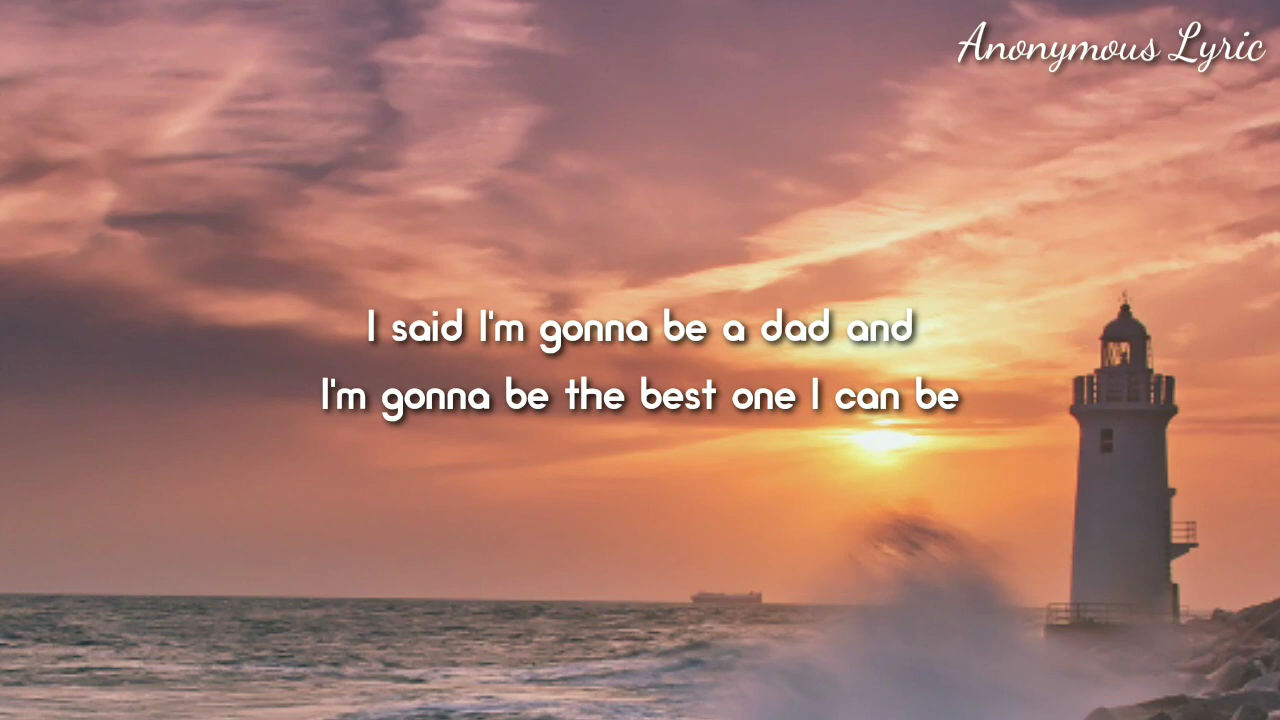 Anonymous Lyric
I said I'm gonna be a dad and
I'm gonna be the best one I can be